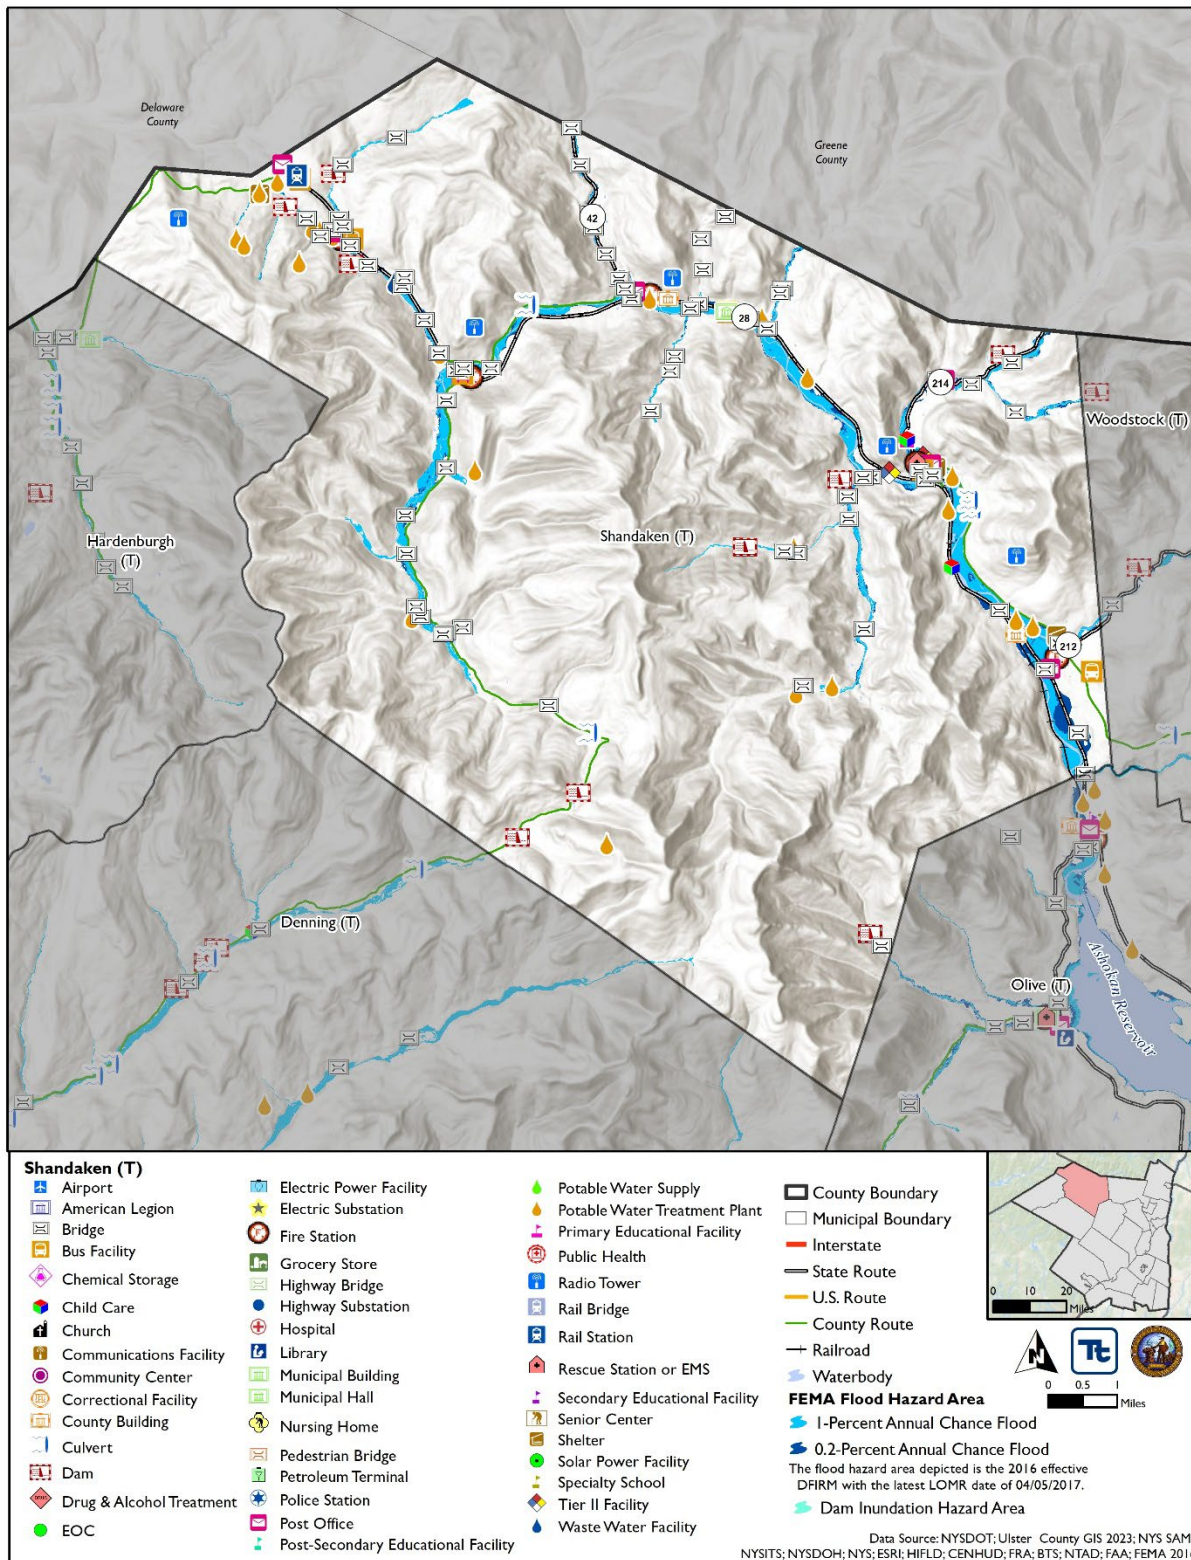 Delaware
County
Greene
County
42
28
214
Woodstock (T)
Shandaken (T)
Hardenburgh
(T)
212
Denning (T)
Olive (T)
Ashokan Reservoir
Shandaken (T)
Airport
American Legion
Bridge
Bus Facility
Chemical Storage
Child Care
Church
Communications Facility
Community Center
Correctional Facility
County Building
Culvert
Dam
Drug & Alcohol Treatment
EOC
Electric Power Facility
Electric Substation
Fire Station
Grocery Store
Highway Bridge
Highway Substation
Hospital
Library
Municipal Building
Municipal Hall
Nursing Home
Pedestrian Bridge
Petroleum Terminal
Police Station
Post Office
Post-Secondary Educational Facility
Potable Water Supply
Potable Water Treatment Plant
Primary Educational Facility
Public Health
Radio Tower
Rail Bridge
Rail Station
Rescue Station or EMS
Secondary Educational Facility
Senior Center
Shelter
Solar Power Facility
Specialty School
Tier II Facility
Waste Water Facility
County Boundary
Municipal Boundary
Interstate
State Route
U.S. Route
County Route
Railroad
Waterbody
FEMA Flood Hazard Area
1-Percent Annual Chance Flood
0.2-Percent Annual Chance Flood
The flood hazard area depicted is the 2016 effective
DFIRM with the latest LOMR date of 04/05/2017.
Dam Inundation Hazard Area
0 10 20
Miles
N
Tt
0 0.5 1
Miles
Data Source: NYSDOT; Ulster County GIS 2023; NYS SAM
NYSITS; NYSDOH; NYS; ESRI; HIFLD; CENHUD; FRA; BTS; NTAD; FAA; FEMA 201